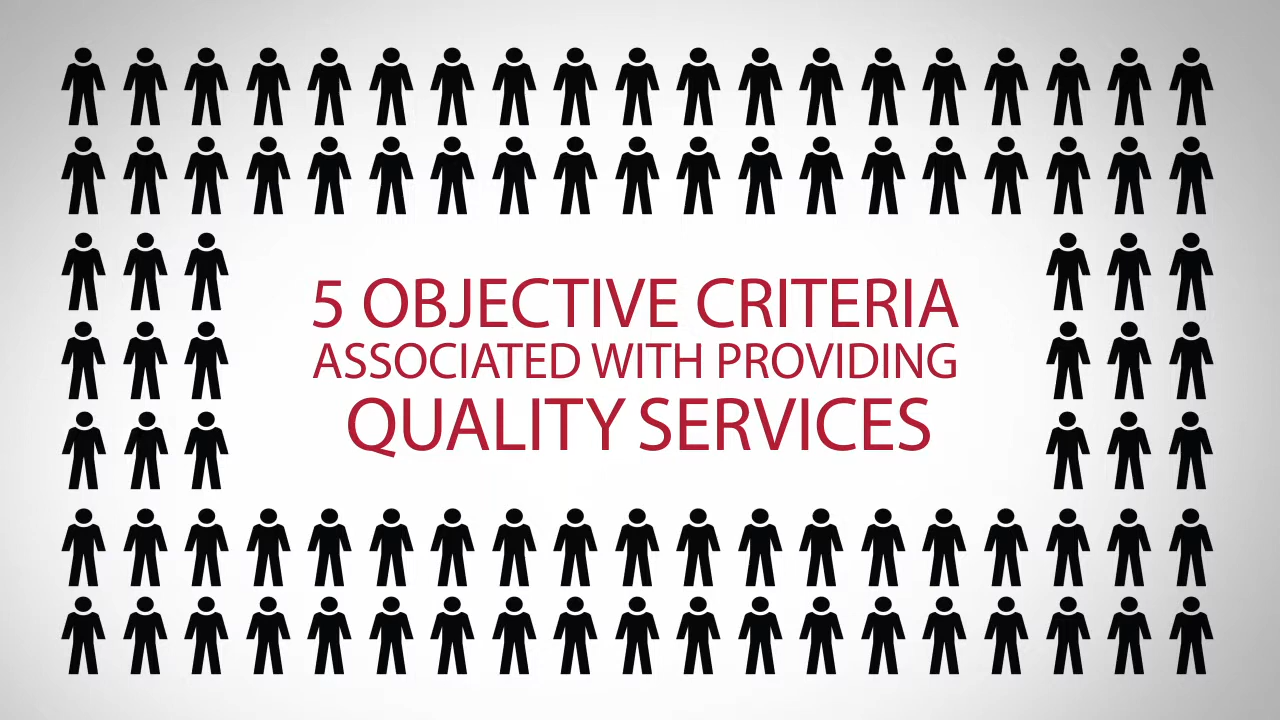 5 OBJECTIVE CRITERIA
ASSOCIATED WITH PROVIDING
QUALITY SERVICES